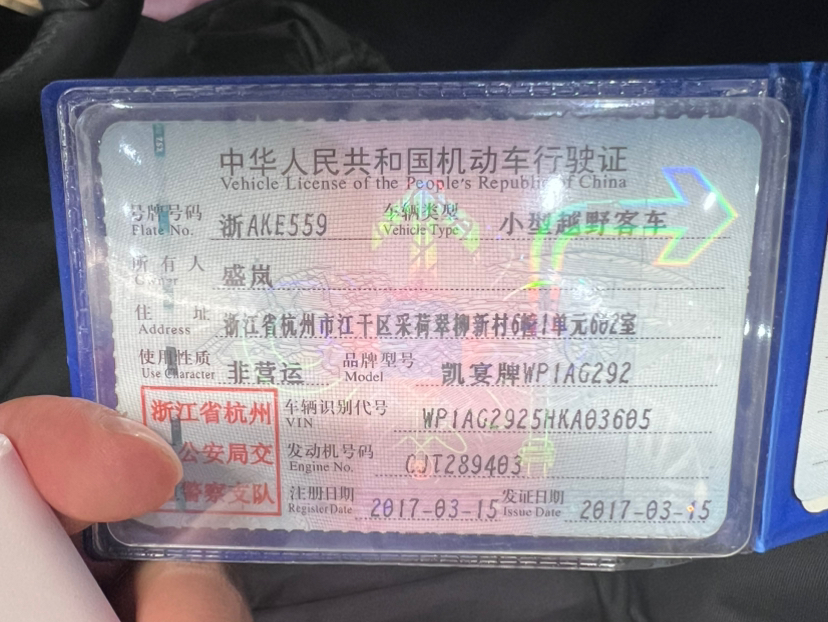 中华人民共和国机动车行驶证
Vehicle License of the People's Republic of China
号牌号码 浙AKE559 车辆类型 小型越野客车
Plate No. Vehicle Type
所有人 盛岚
Owner
住址 浙江省杭州市江干区采荷翠柳新村6幢1单元602室
Address
使用性质 非营运 品牌型号 凯宴牌WP1AG292
Use Character Model
浙江省杭州
公安局交
警察支队
车辆识别代号 WP1AG2925HKA03605
VIN
发动机号码 CJT289403
Engine No.
注册日期 2017-03-15 发证日期 2017-03-15
Register Date Issue Date